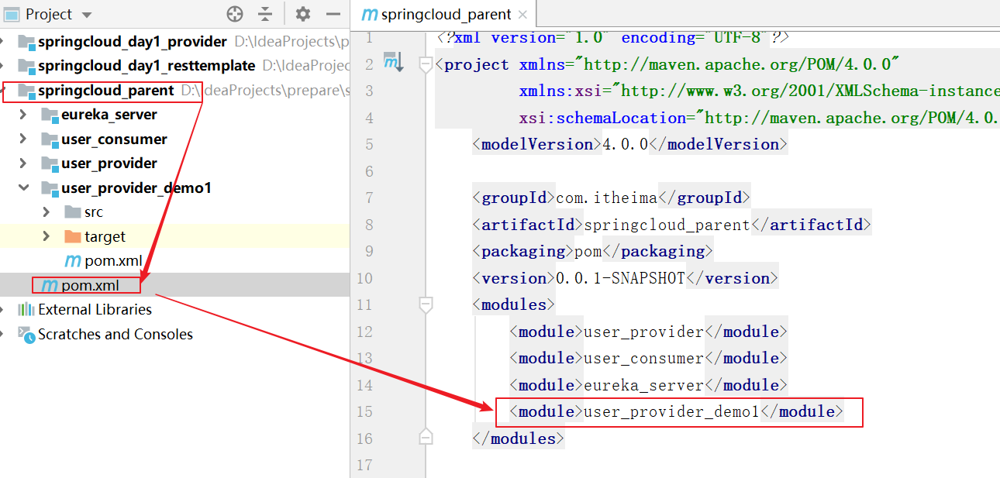 Project
springcloud_day1_provider D:\IdeaProjects\p
springcloud_day1_resttemplate D:\IdeaProjec
springcloud_parent D:\IdeaProjects\prepare\s
eureka_server
user_consumer
user_provider
user_provider_demo1
src
target
m pom.xml
m pom.xml
External Libraries
Scratches and Consoles
m springcloud_parent ×
1 <?xml version="1.0" encoding="UTF-8"?>
2 m <project xmlns="http://maven.apache.org/POM/4.0.0"
3 xmlns:xsi="http://www.w3.org/2001/XMLSchema-instance
4 xsi:schemaLocation="http://maven.apache.org/POM/4.0.
5 <modelVersion>4.0.0</modelVersion>
6
7 <groupId>com.itheima</groupId>
8 <artifactId>springcloud_parent</artifactId>
9 <packaging>pom</packaging>
10 <version>0.0.1-SNAPSHOT</version>
11 <modules>
12 <module>user_provider</module>
13 <module>user_consumer</module>
14 <module>eureka_server</module>
15 <module>user_provider_demo1</module>
16 </modules>
17